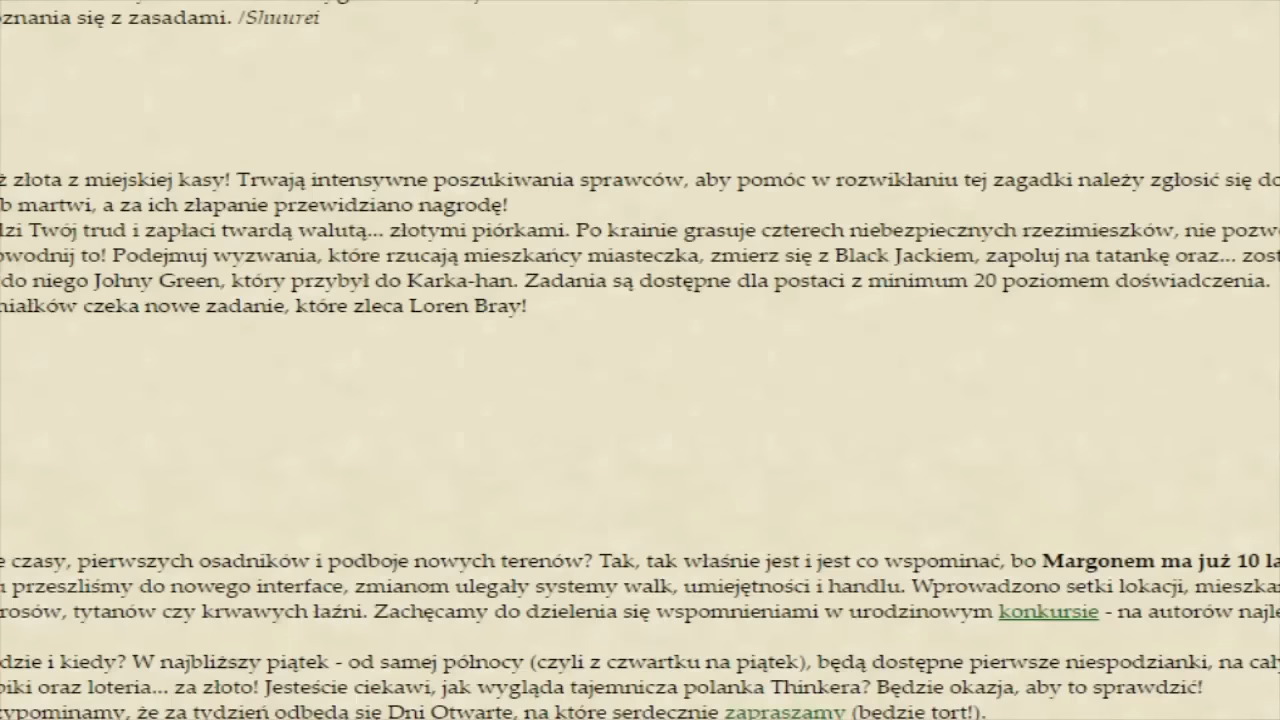 oznania się z zasadami. /Shuurei
ż złota z miejskiej kasy! Trwają intensywne poszukiwania sprawców, aby pomóc w rozwikłaniu tej zagadki należy zgłosić się do
b martwi, a za ich złapanie przewidziano nagrodę!
dzi Twój trud i zapłaci twardą walutą... złotymi piórkami. Po krainie grasuje czterech niebezpiecznych rzezimieszków, nie pozw
owodnij to! Podejmuj wyzwania, które rzucają mieszkańcy miasteczka, zmierz się z Black Jackiem, zapoluj na tatankę oraz... zost
do niego Johny Green, który przybył do Karka-han. Zadania są dostępne dla postaci z minimum 20 poziomem doświadczenia.
miałków czeka nowe zadanie, które zleca Loren Bray!
e czasy, pierwszych osadników i podboje nowych terenów? Tak, tak właśnie jest i jest co wspominać, bo Margonem ma już 10 la
przeszliśmy do nowego interface, zmianom ulegały systemy walk, umiejętności i handlu. Wprowadzono setki lokacji, mieszka
rosów, tytanów czy krwawych łaźni. Zachęcamy do dzielenia się wspomnieniami w urodzinowym konkursie - na autorów najle
dzie i kiedy? W najbliższy piątek - od samej północy (czyli z czwartku na piątek), będą dostępne pierwsze niespodzianki, na cał
piki oraz loteria... za złoto! Jesteście ciekawi, jak wygląda tajemnicza polanka Thinkera? Będzie okazja, aby to sprawdzić!
zypominamy, że za tydzień odbędą się Dni Otwarte, na które serdecznie zapraszamy (będzie tort!).